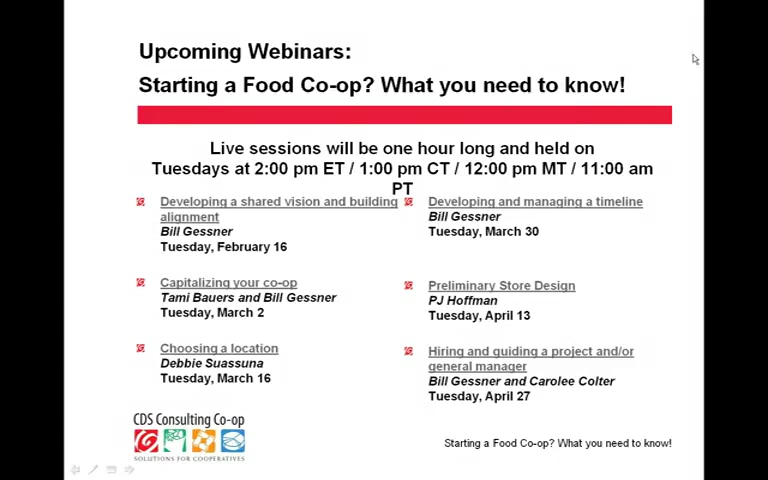 Upcoming Webinars:
Starting a Food Co-op? What you need to know!
Live sessions will be one hour long and held on
Tuesdays at 2:00 pm ET / 1:00 pm CT / 12:00 pm MT / 11:00 am
PT
Developing a shared vision and building
alignment
Bill Gessner
Tuesday, February 16
Capitalizing your co-op
Tami Bauers and Bill Gessner
Tuesday, March 2
Choosing a location
Debbie Suassuna
Tuesday, March 16
Developing and managing a timeline
Bill Gessner
Tuesday, March 30
Preliminary Store Design
PJ Hoffman
Tuesday, April 13
Hiring and guiding a project and/or
general manager
Bill Gessner and Carolee Colter
Tuesday, April 27
CDS Consulting Co-op
SOLUTIONS FOR COOPERATIVES
Starting a Food Co-op? What you need to know!